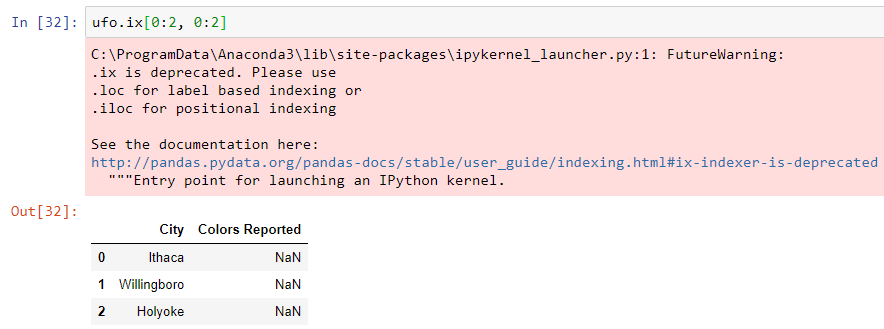 In [32]: ufo.ix[0:2, 0:2]
C:\ProgramData\Anaconda3\lib\site-packages\ipykernel_launcher.py:1: FutureWarning:
.ix is deprecated. Please use
.loc for label based indexing or
.iloc for positional indexing
See the documentation here:
http://pandas.pydata.org/pandas-docs/stable/user_guide/indexing.html#ix-indexer-is-deprecated
"""Entry point for launching an IPython kernel.
Out[32]:
City Colors Reported
0 Ithaca NaN
1 Willingboro NaN
2 Holyoke NaN